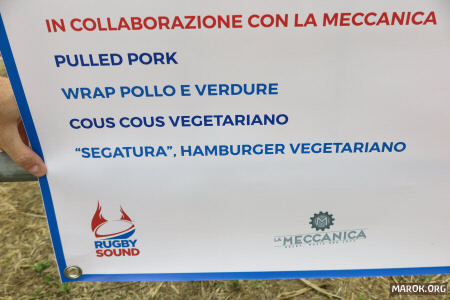 IN COLLABORAZIONE CON LA MECCANICA
PULLED PORK
WRAP POLLO E VERDURE
COUS COUS VEGETARIANO
“SEGATURA”, HAMBURGER VEGETARIANO
RUGBY
SOUND
LA MECCANICA
MAROK.ORG